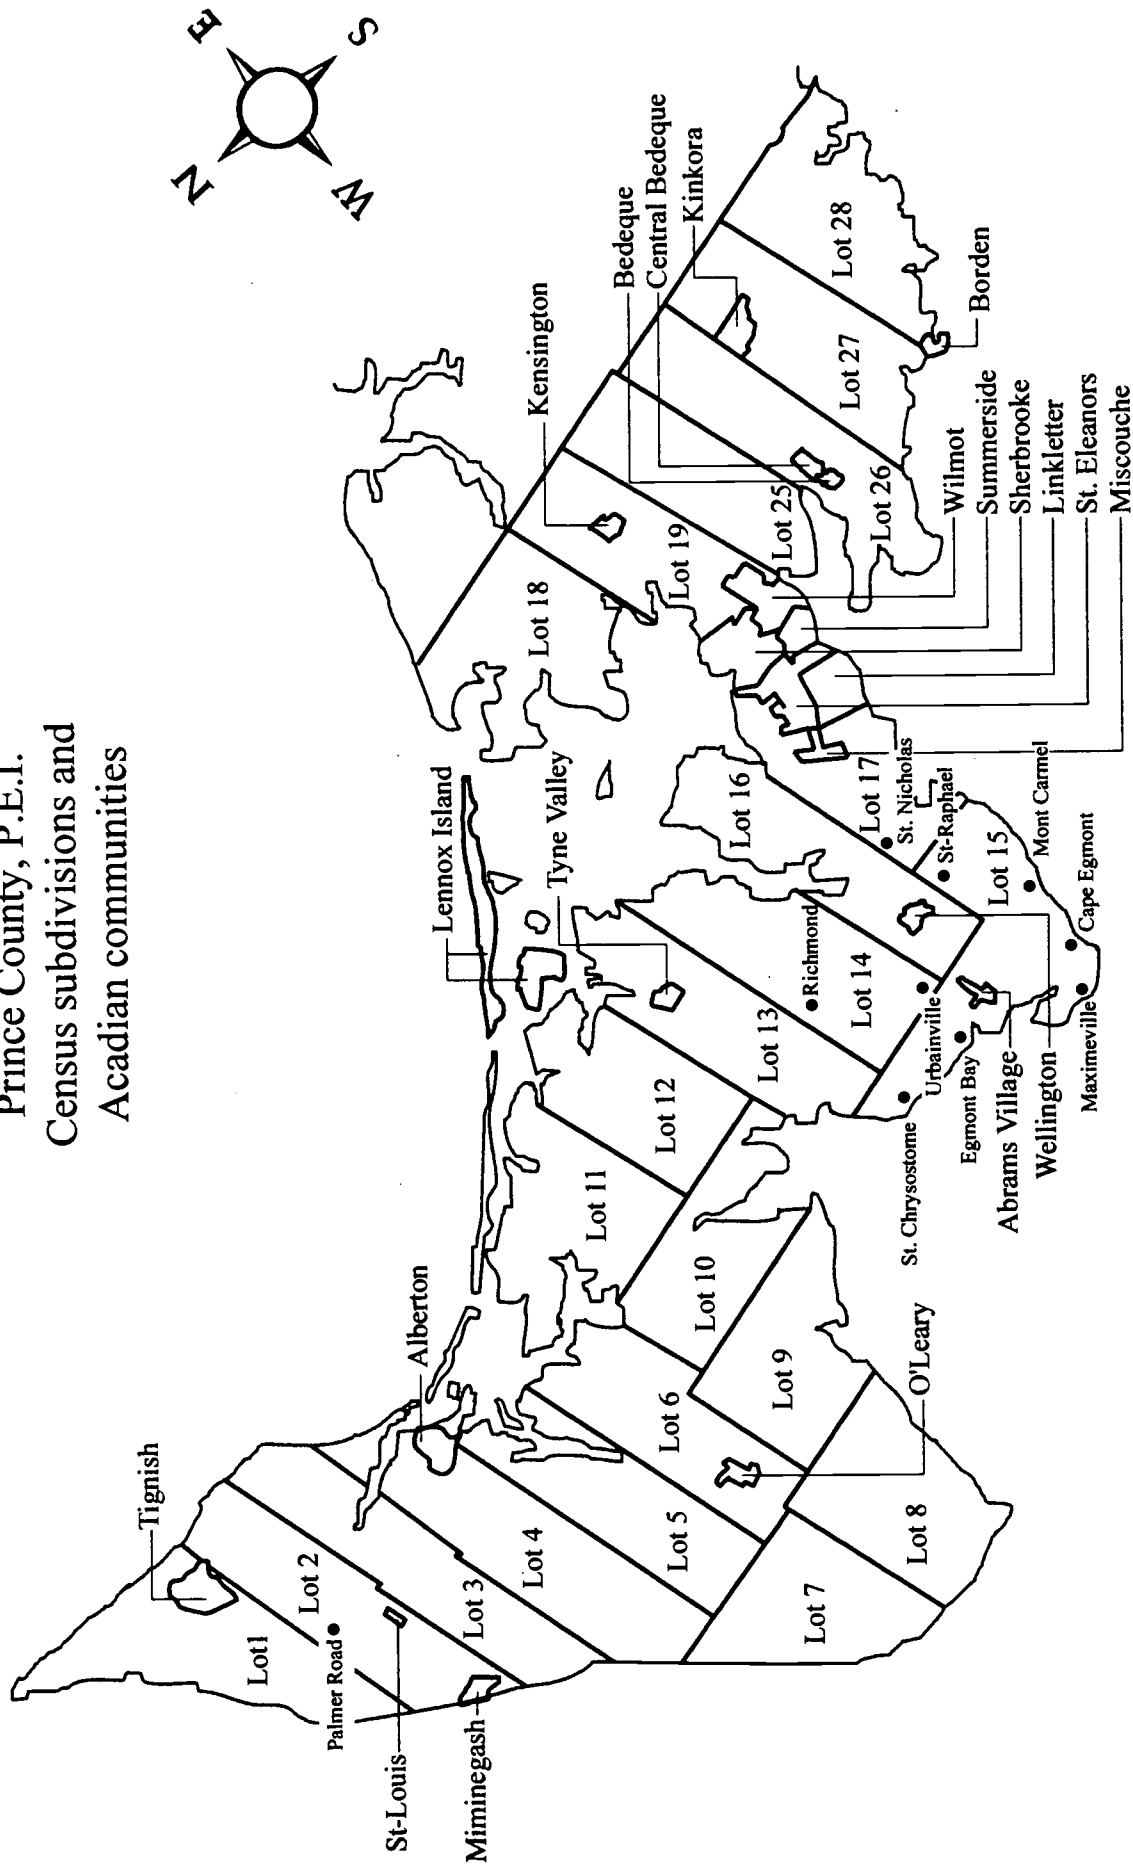 Prince County, P.E.I.
Census subdivisions and
Acadian communities
N
E
S
W
Tignish
Lot1
Lot 2
Palmer Road
St-Louis
Miminegash
Lot 3
Lot 4
Alberton
Lot 5
Lot 6
O'Leary
Lot 7
Lot 8
Lot 9
Lot 10
Lot 11
Lot 12
Lennox Island
Tyne Valley
Lot 13
Richmond
Lot 14
Lot 16
Lot 17
St. Nicholas
St-Raphael
Lot 15
Mont Carmel
Cape Egmont
St. Chrysostome
Urbainville
Egmont Bay
Abrams Village
Wellington
Maximeville
Lot 18
Kensington
Lot 19
Lot 25
Lot 26
Bedeque
Central Bedeque
Kinkora
Lot 27
Lot 28
Borden
Wilmot
Summerside
Sherbrooke
Linkletter
St. Eleanors
Miscouche